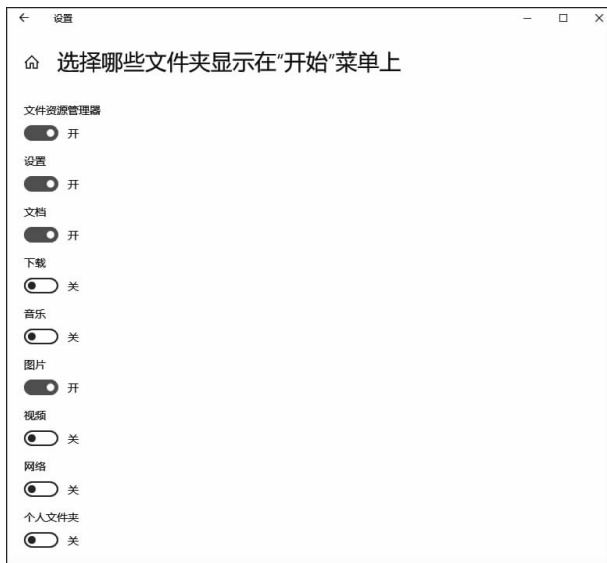 设置
选择哪些文件夹显示在“开始”菜单上
文件资源管理器
开
设置
开
文档
开
下载
关
音乐
关
图片
开
视频
关
网络
关
个人文件夹
关